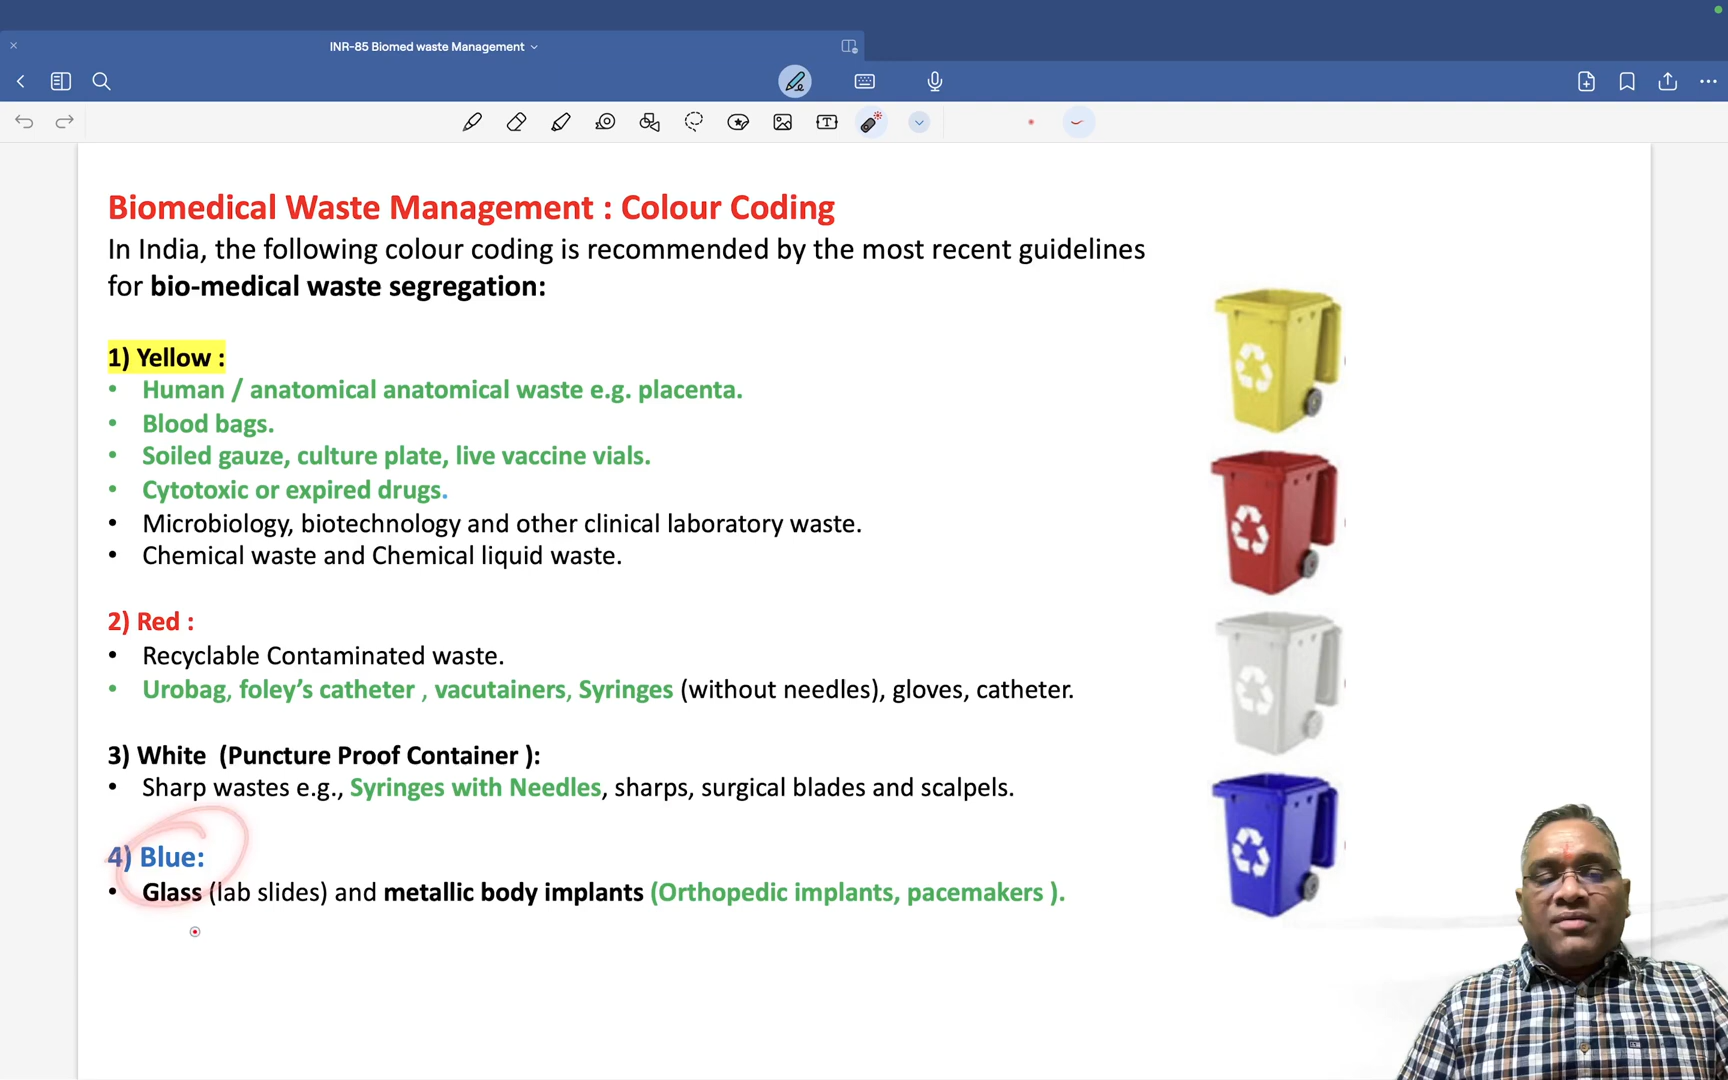 INR-85 Biomed waste Management
Biomedical Waste Management : Colour Coding
In India, the following colour coding is recommended by the most recent guidelines
for bio-medical waste segregation:
1) Yellow :
• Human / anatomical anatomical waste e.g. placenta.
• Blood bags.
• Soiled gauze, culture plate, live vaccine vials.
• Cytotoxic or expired drugs.
• Microbiology, biotechnology and other clinical laboratory waste.
• Chemical waste and Chemical liquid waste.
2) Red :
• Recyclable Contaminated waste.
• Urobag, foley’s catheter , vacutainers, Syringes (without needles), gloves, catheter.
3) White (Puncture Proof Container ):
• Sharp wastes e.g., Syringes with Needles, sharps, surgical blades and scalpels.
4) Blue:
• Glass (lab slides) and metallic body implants (Orthopedic implants, pacemakers ).